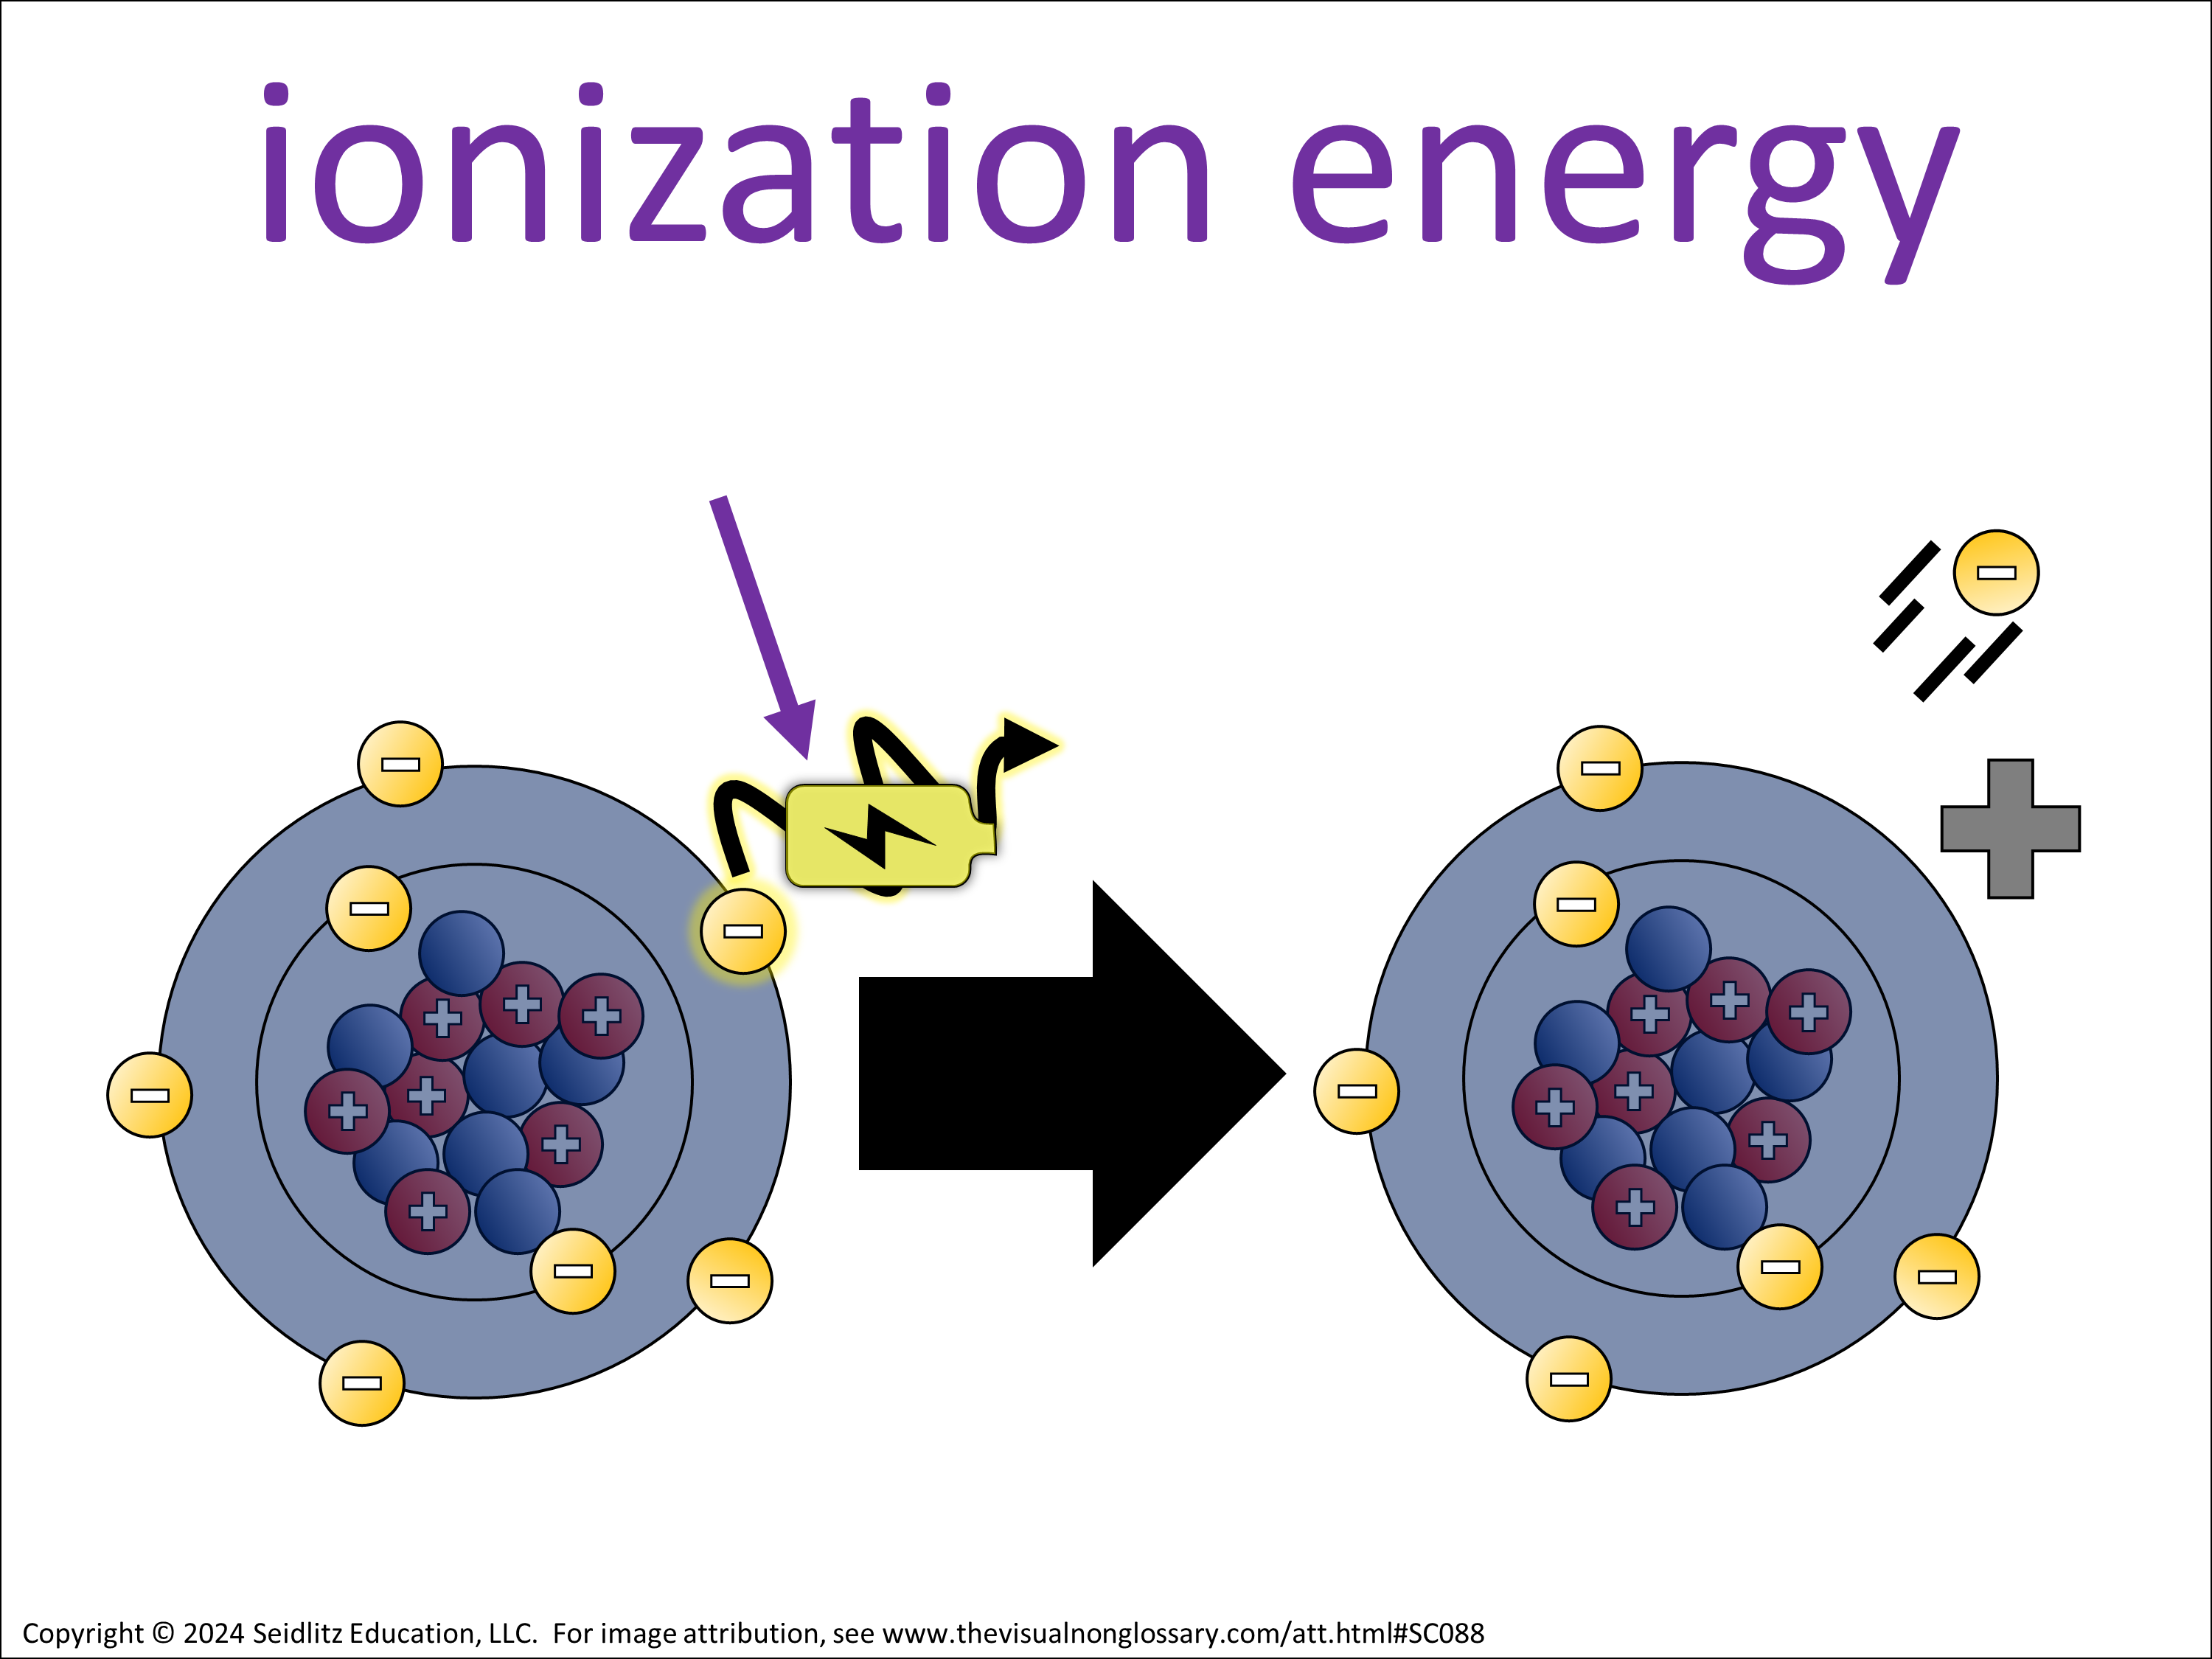 ionization energy
Copyright © 2024 Seidlitz Education, LLC.  For image attribution, see www.thevisualnonglossary.com/att.html#SC088